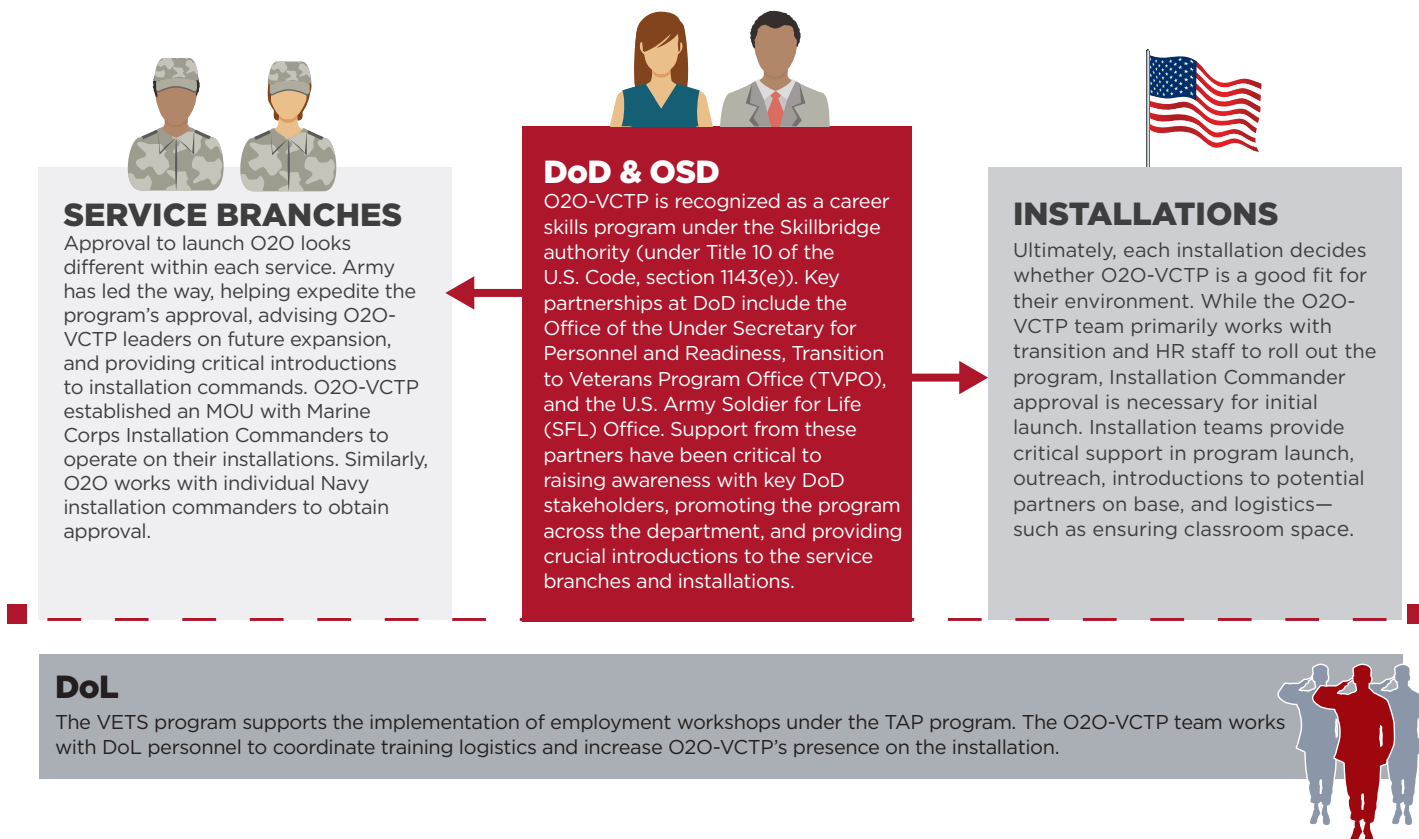 SERVICE BRANCHES
Approval to launch O2O looks
different within each service. Army
has led the way, helping expedite the
program's approval, advising O2O-
VCTP leaders on future expansion,
and providing critical introductions
to installation commands. O2O-VCTP
established an MOU with Marine
Corps Installation Commanders to
operate on their installations. Similarly,
O2O works with individual Navy
installation commanders to obtain
approval.
DoD & OSD
O2O-VCTP is recognized as a career
skills program under the Skillbridge
authority (under Title 10 of the
U.S. Code, section 1143(e)). Key
partnerships at DoD include the
Office of the Under Secretary for
Personnel and Readiness, Transition
to Veterans Program Office (TVPO),
and the U.S. Army Soldier for Life
(SFL) Office. Support from these
partners have been critical to
raising awareness with key DoD
stakeholders, promoting the program
across the department, and providing
crucial introductions to the service
branches and installations.
INSTALLATIONS
Ultimately, each installation decides
whether O2O-VCTP is a good fit for
their environment. While the O2O-
VCTP team primarily works with
transition and HR staff to roll out the
program, Installation Commander
approval is necessary for initial
launch. Installation teams provide
critical support in program launch,
outreach, introductions to potential
partners on base, and logistics—
such as ensuring classroom space.
DoL
The VETS program supports the implementation of employment workshops under the TAP program. The O2O-VCTP team works
with DoL personnel to coordinate training logistics and increase O2O-VCTP's presence on the installation.